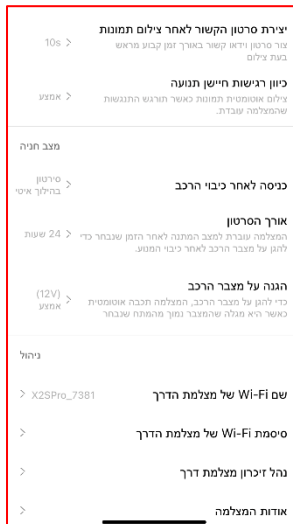 יצירת סרטון הקשור לאחר צילום תמונות
צור סרטון וידאו קשור באורך זמן קבוע מראש
בעת צילום
10s
כיוון רגישות חיישן תנועה
צילום אוטומטית תמונות כאשר תורגש התנגשות
שהמצלמה עובדת.
אמצע
מצב חניה
כניסה לאחר כיבוי הרכב
סירטון
בהילוך איטי
אורך הסרטון
המצלמה עוברת למצב המתנה לאחר הזמן שנבחר כדי
להגן על מצבר הרכב לאחר כיבוי המנוע.
24 שעות
הגנה על מצבר הרכב
כדי להגן על מצבר הרכב, המצלמה תכבה אוטומטית
כאשר היא מגלה שהמצבר נמוך מהמתח שנבחר
(12V)
אמצע
ניהול
שם Wi-Fi של מצלמת הדרך
X2SPro_7381
סיסמת Wi-Fi של מצלמת הדרך
נהל זיכרון מצלמת דרך
אודות המצלמה